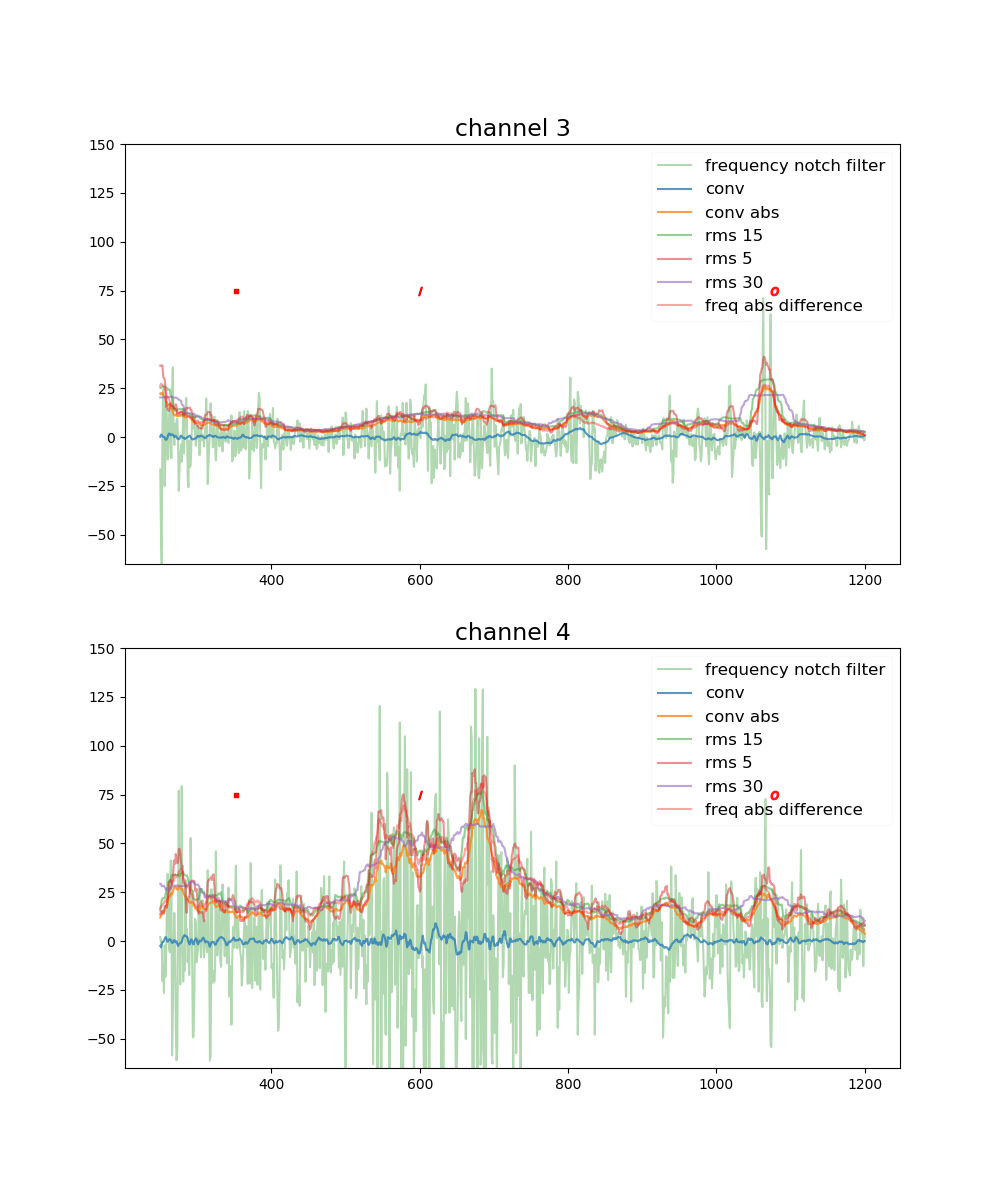 channel 3
150
125
100
75
50
25
0
−25
−50
frequency notch filter
conv
conv abs
rms 15
rms 5
rms 30
freq abs difference
400 600 800 1000 1200
channel 4
150
125
100
75
50
25
0
−25
−50
frequency notch filter
conv
conv abs
rms 15
rms 5
rms 30
freq abs difference
400 600 800 1000 1200